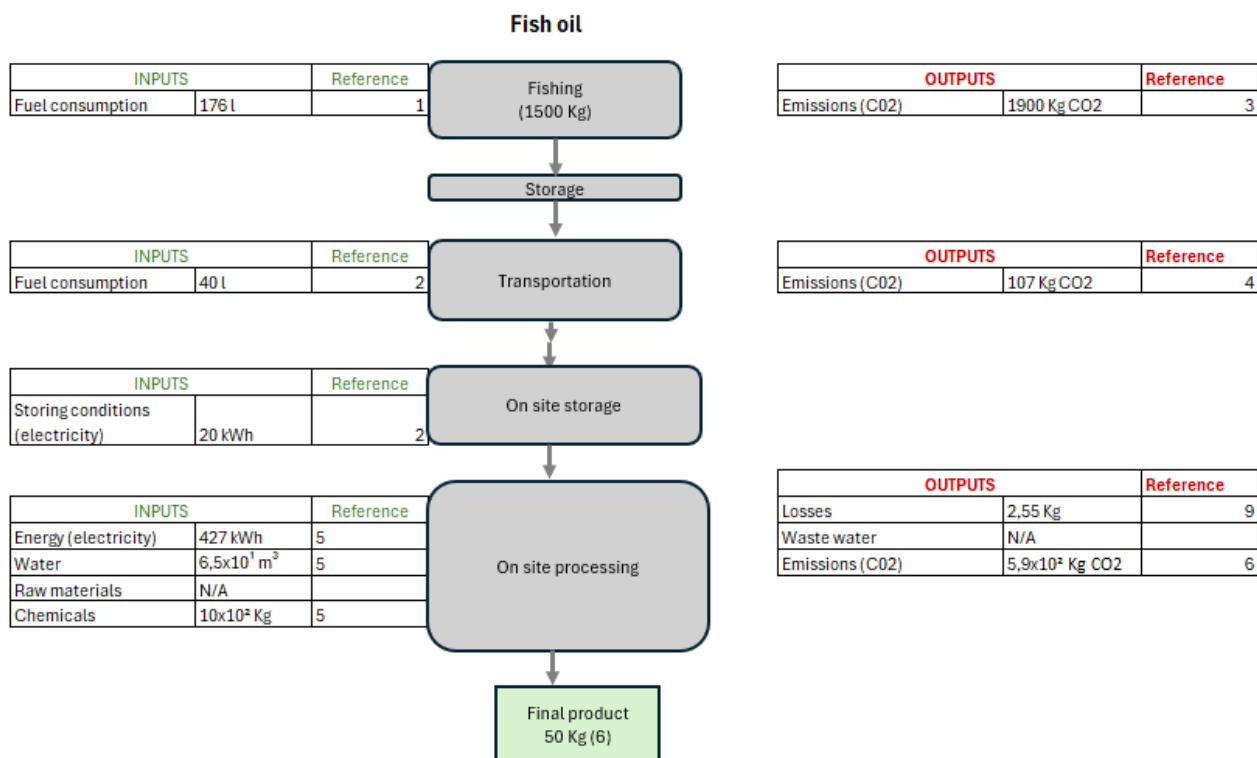 Fish oil
INPUTS Reference
Fuel consumption 176 l 1
Fishing
(1500 Kg)
OUTPUTS Reference
Emissions (C02) 1900 Kg CO2 3
Storage
INPUTS Reference
Fuel consumption 40 l 2
Transportation
OUTPUTS Reference
Emissions (C02) 107 Kg CO2 4
INPUTS Reference
Storing conditions
(electricity) 20 kWh 2
On site storage
INPUTS Reference
Energy (electricity) 427 kWh 5
Water 6,5x10¹ m³ 5
Raw materials N/A
Chemicals 10x10² Kg 5
On site processing
OUTPUTS Reference
Losses 2,55 Kg 9
Waste water N/A
Emissions (C02) 5,9x10² Kg CO2 6
Final product
50 Kg (6)